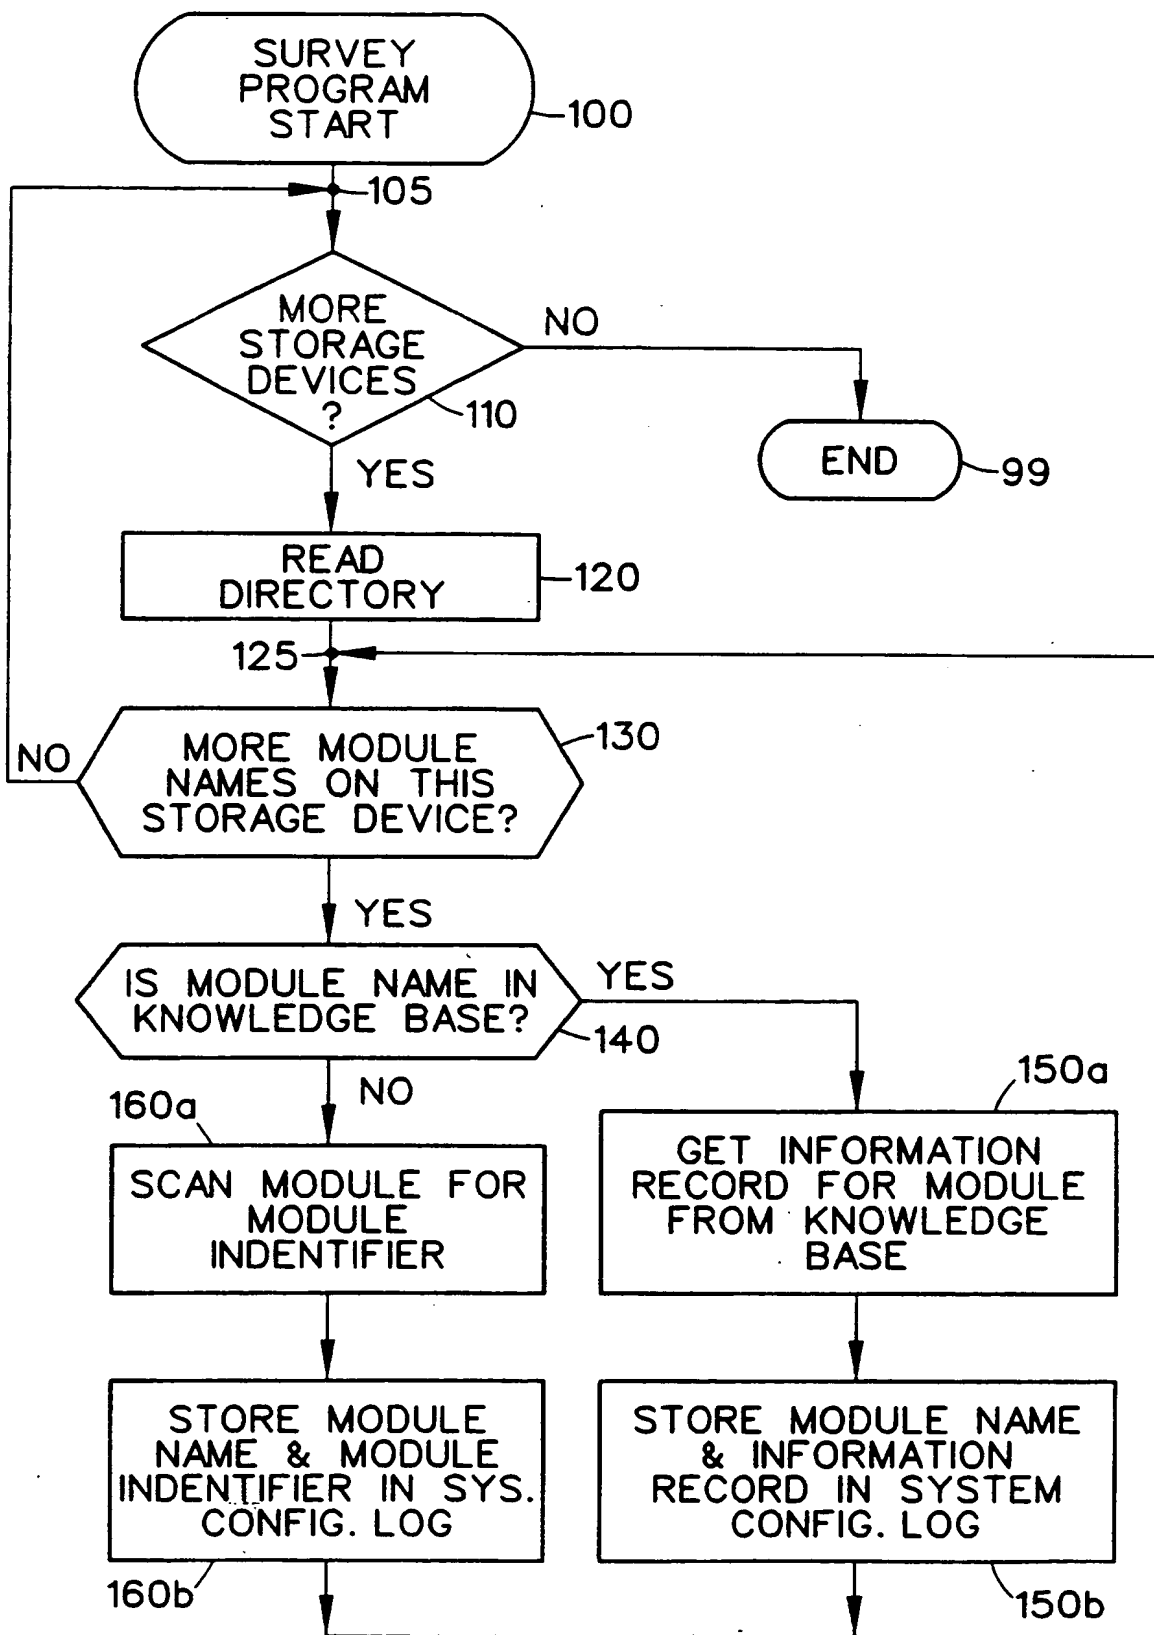 SURVEY
PROGRAM
START
100
105
MORE
STORAGE
DEVICES
?
110
NO
YES
END
99
READ
DIRECTORY
120
125
MORE MODULE
NAMES ON THIS
STORAGE DEVICE?
130
NO
YES
IS MODULE NAME IN
KNOWLEDGE BASE?
140
YES
NO
160a
SCAN MODULE FOR
MODULE
INDENTIFIER
150a
GET INFORMATION
RECORD FOR MODULE
FROM KNOWLEDGE
BASE
STORE MODULE
NAME & MODULE
INDENTIFIER IN SYS.
CONFIG. LOG
160b
STORE MODULE NAME
& INFORMATION
RECORD IN SYSTEM
CONFIG. LOG
150b